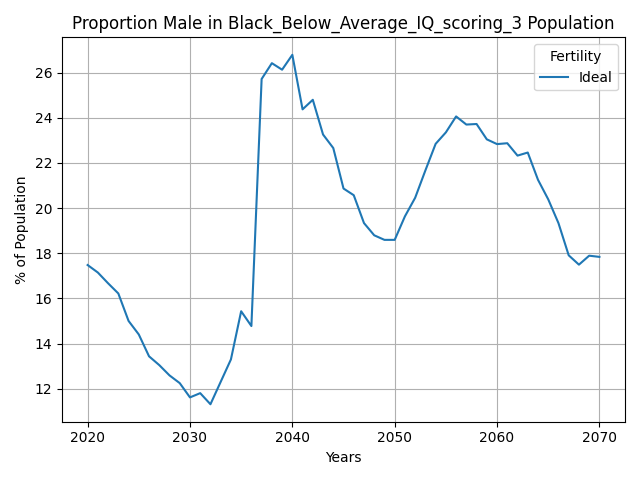 Proportion Male in Black_Below_Average_IQ_scoring_3 Population
Fertility
Ideal
% of Population
26
24
22
20
18
16
14
12
2020 2030 2040 2050 2060 2070
Years